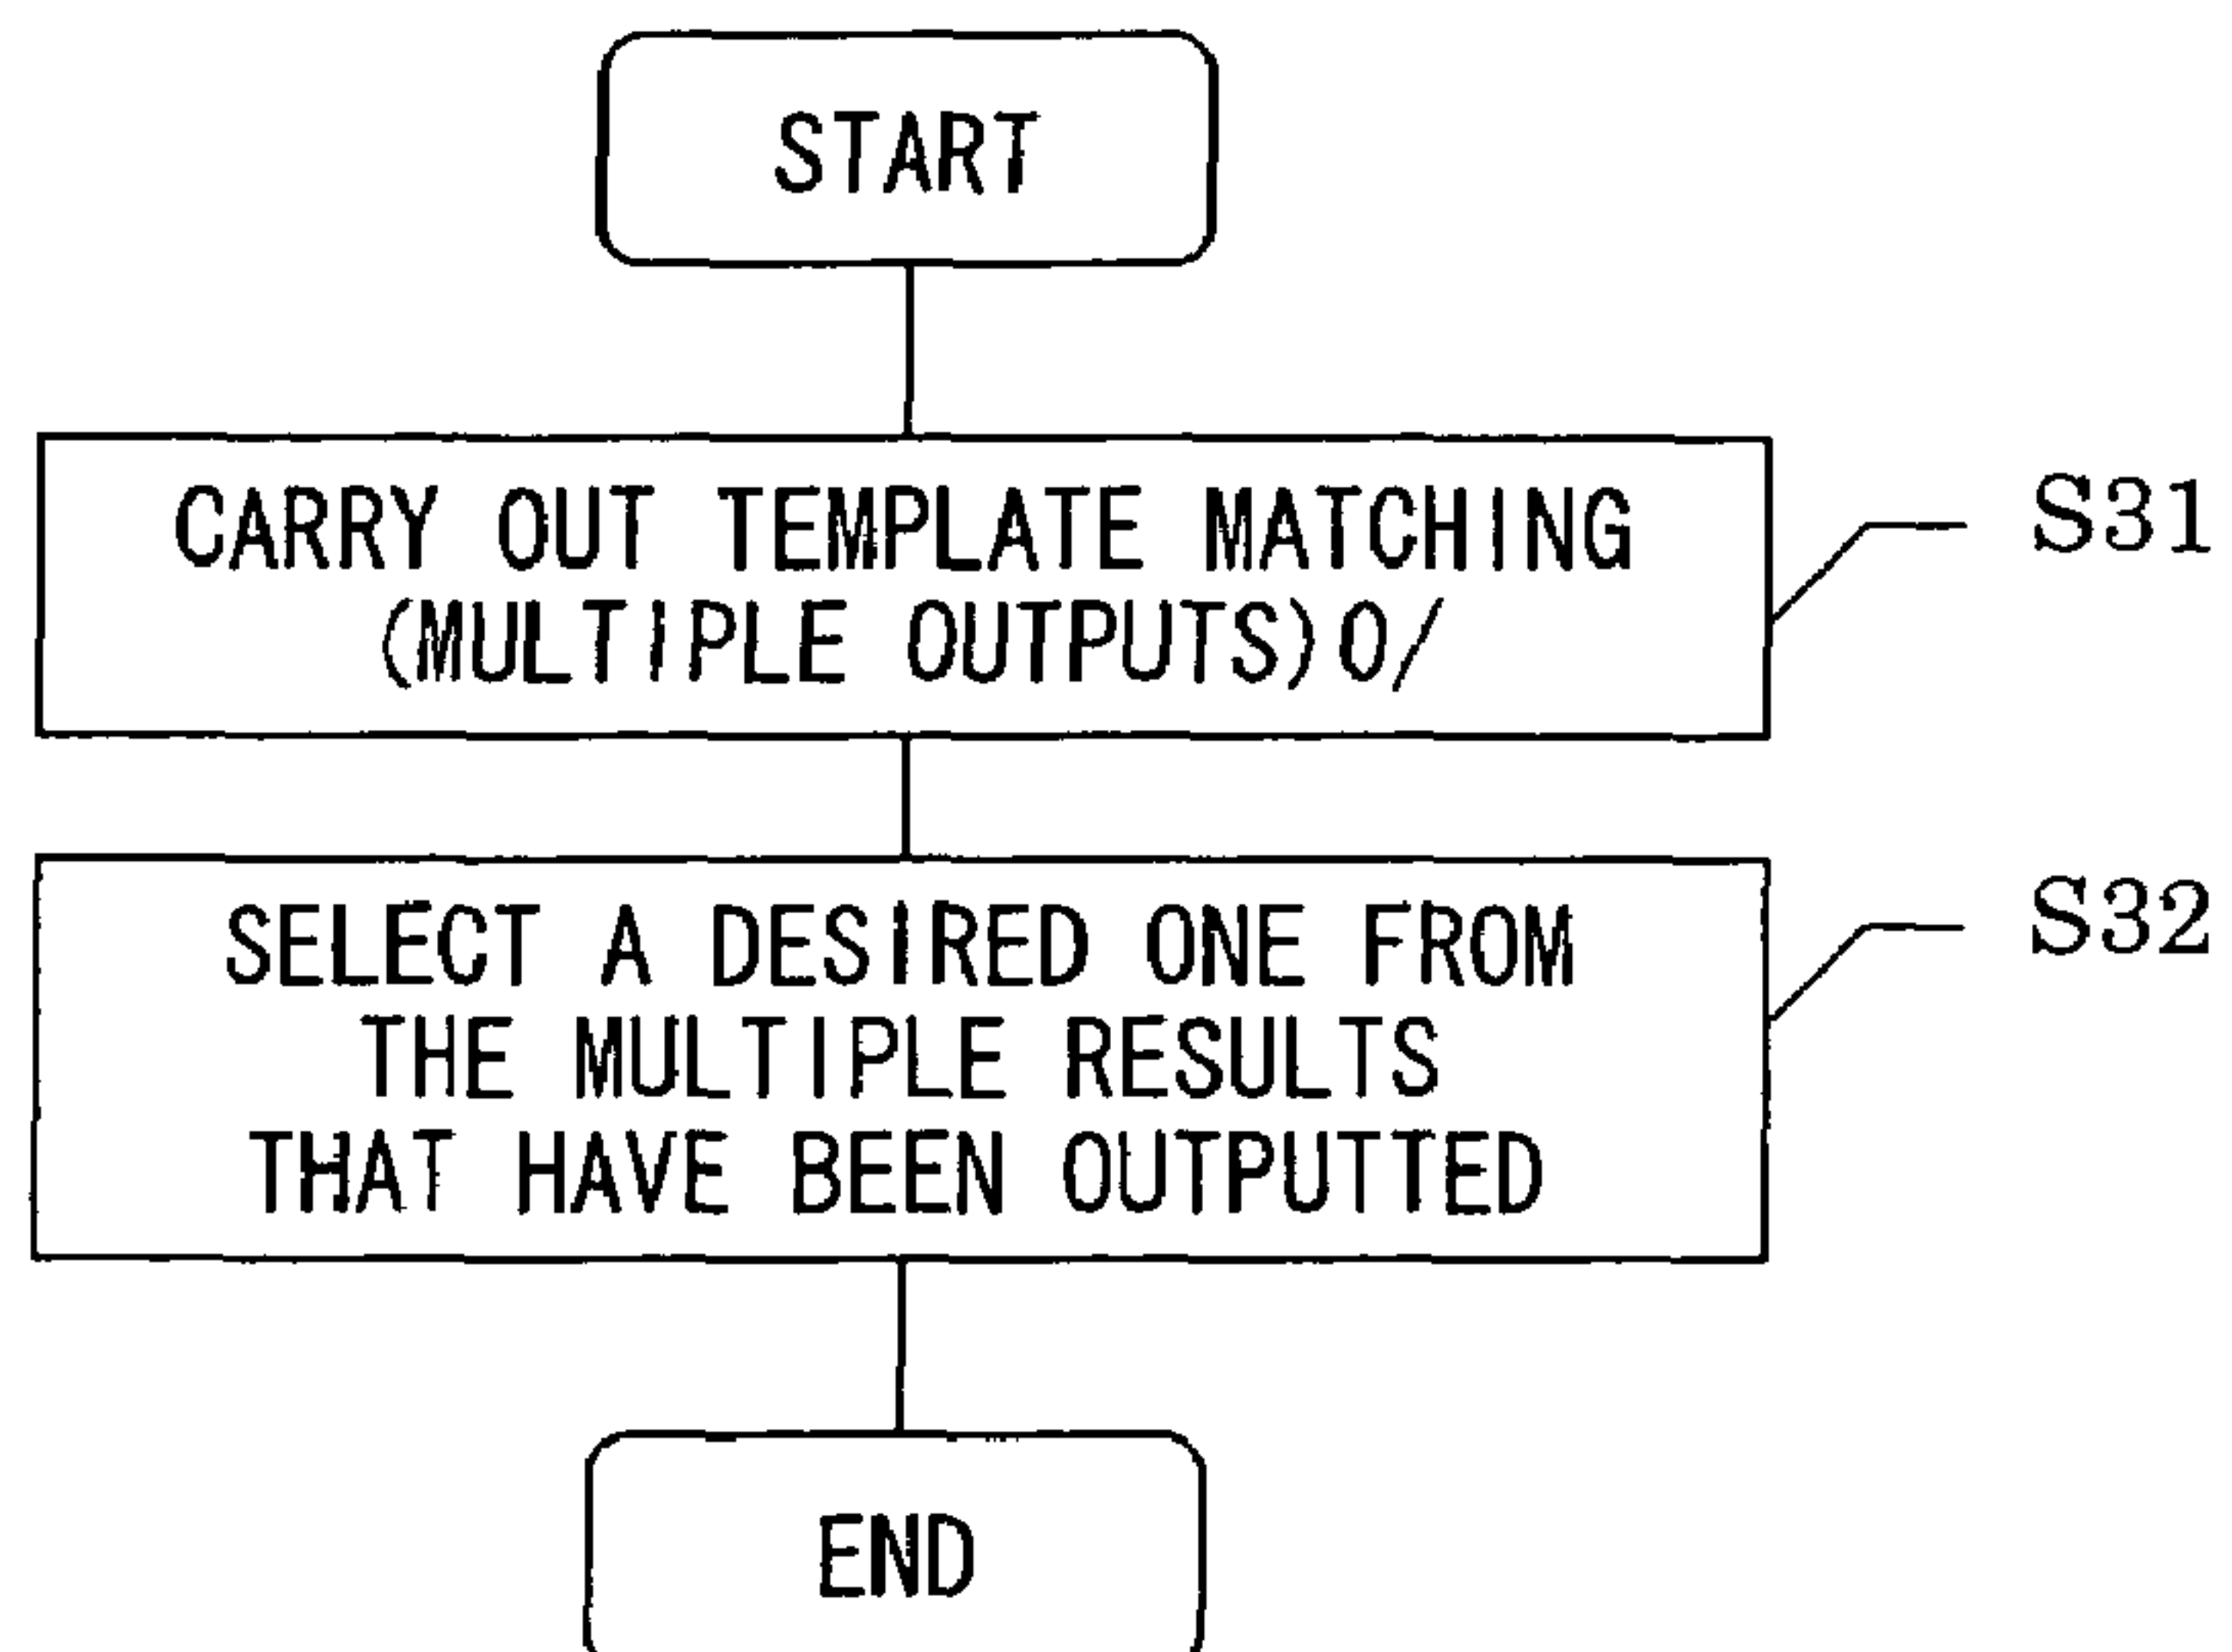 START
CARRY OUT TEMPLATE MATCHING
(MULTIPLE OUTPUTS)O/
S31
SELECT A DESIRED ONE FROM
THE MULTIPLE RESULTS
THAT HAVE BEEN OUTPUTTED
S32
END